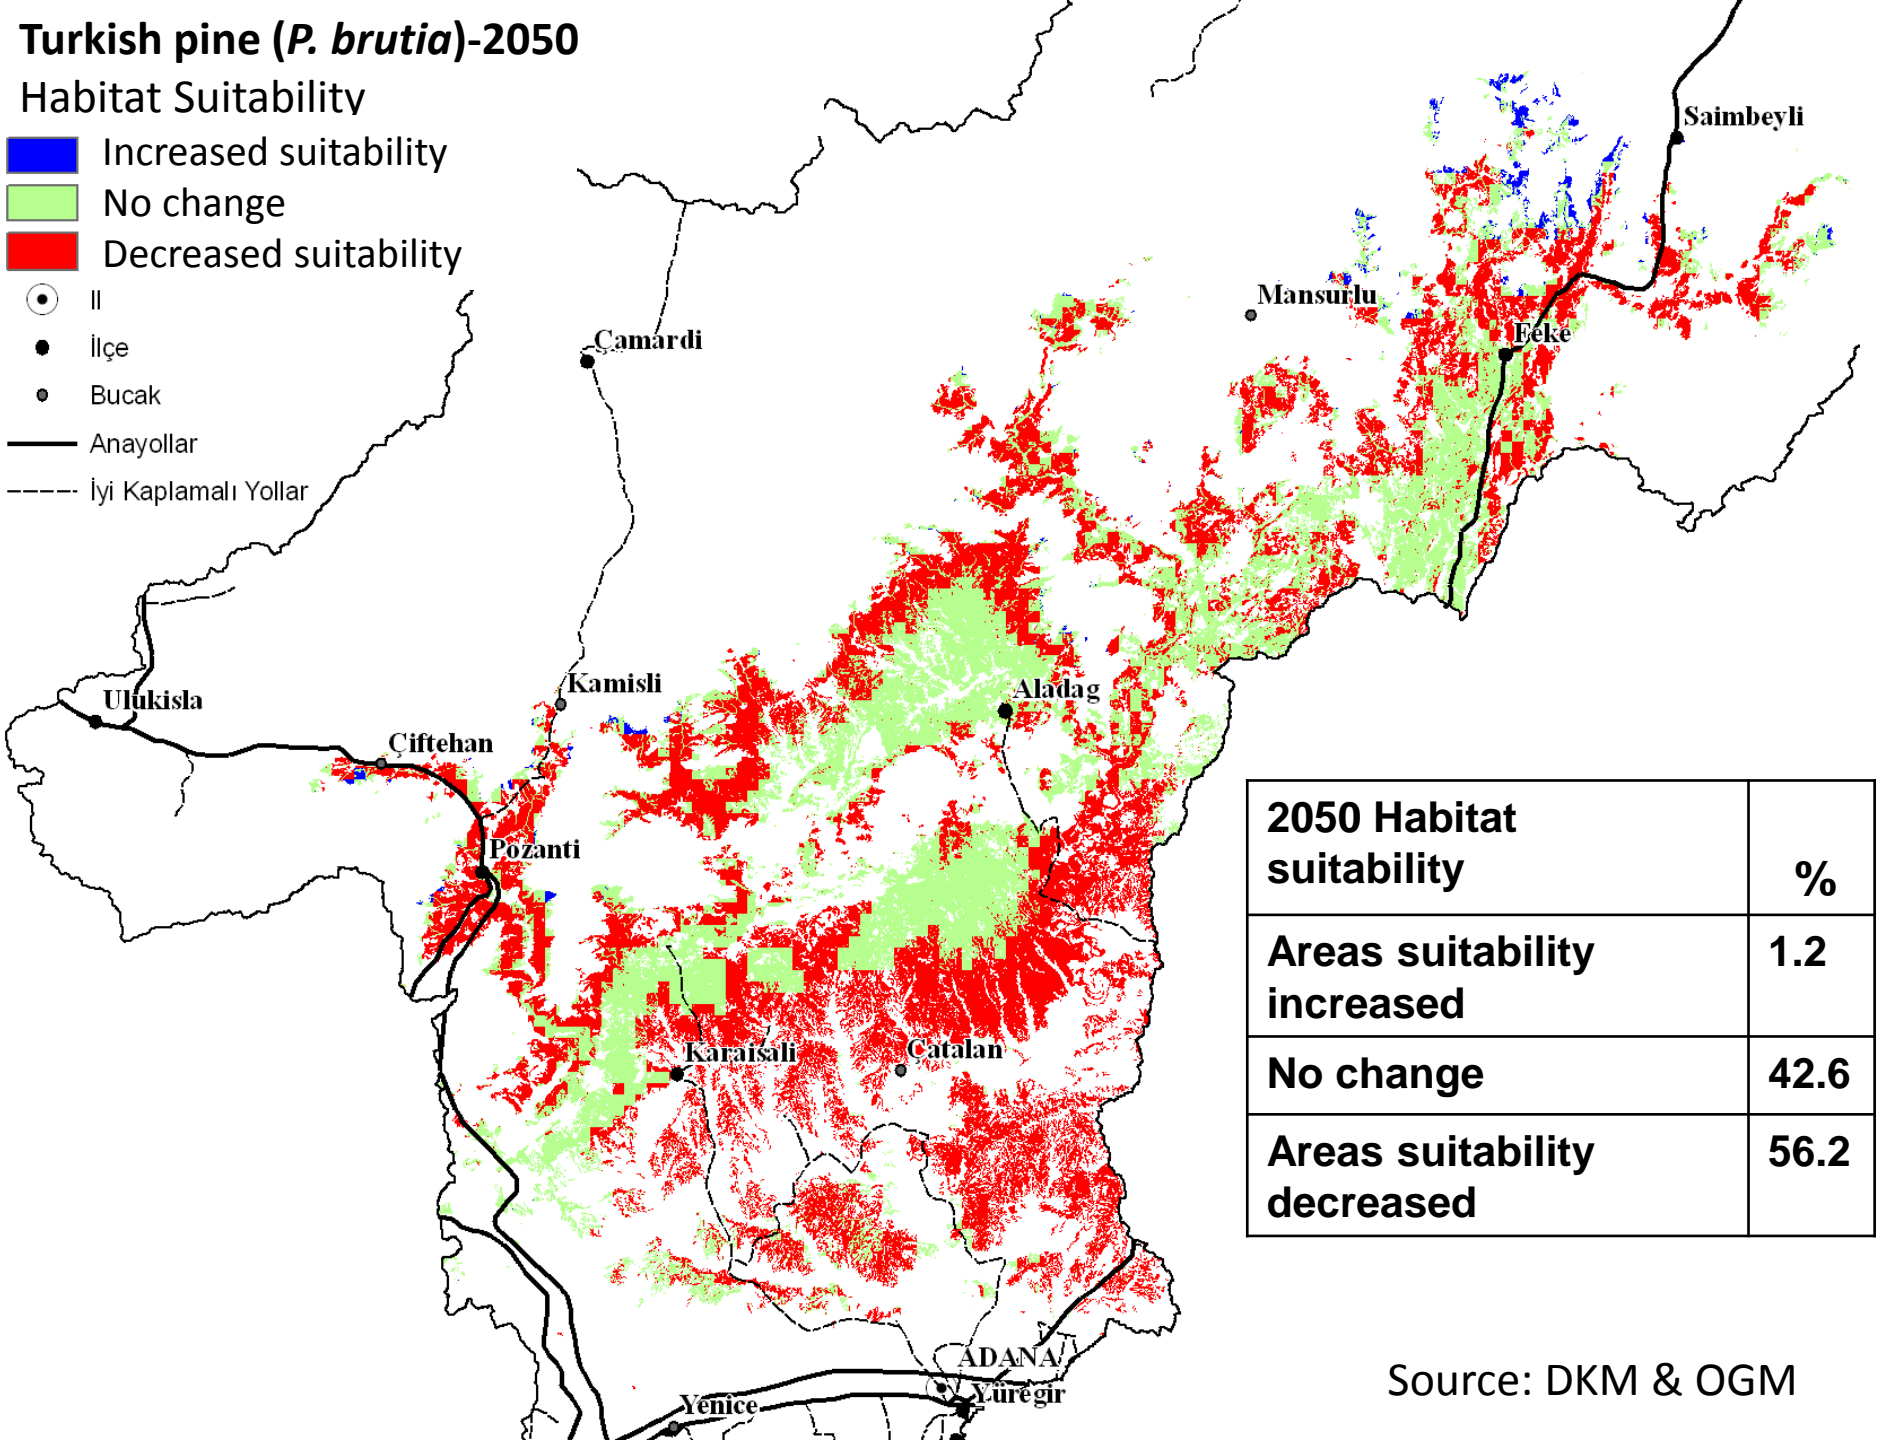 Turkish pine (P. brutia)-2050
Habitat Suitability
Increased suitability
No change
Decreased suitability
Il
İlçe
Bucak
Anayollar
İyi Kaplamalı Yollar
Saimbeyli
Mansurlu
Feke
Çamardi
Kamisli
Ulukisla
Aladag
Çiftehan
Pozanti
Karaisali
Çatalan
ADANA
Yüregir
Yenice
2050 Habitat
suitability
%
Areas suitability
increased
1.2
No change
42.6
Areas suitability
decreased
56.2
Source: DKM & OGM